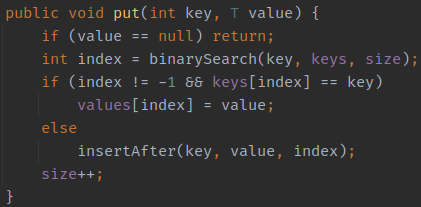 public void put(int key, T value) {
    if (value == null) return;
    int index = binarySearch(key, keys, size);
    if (index != -1 && keys[index] == key)
        values[index] = value;
    else
        insertAfter(key, value, index);
    size++;
}